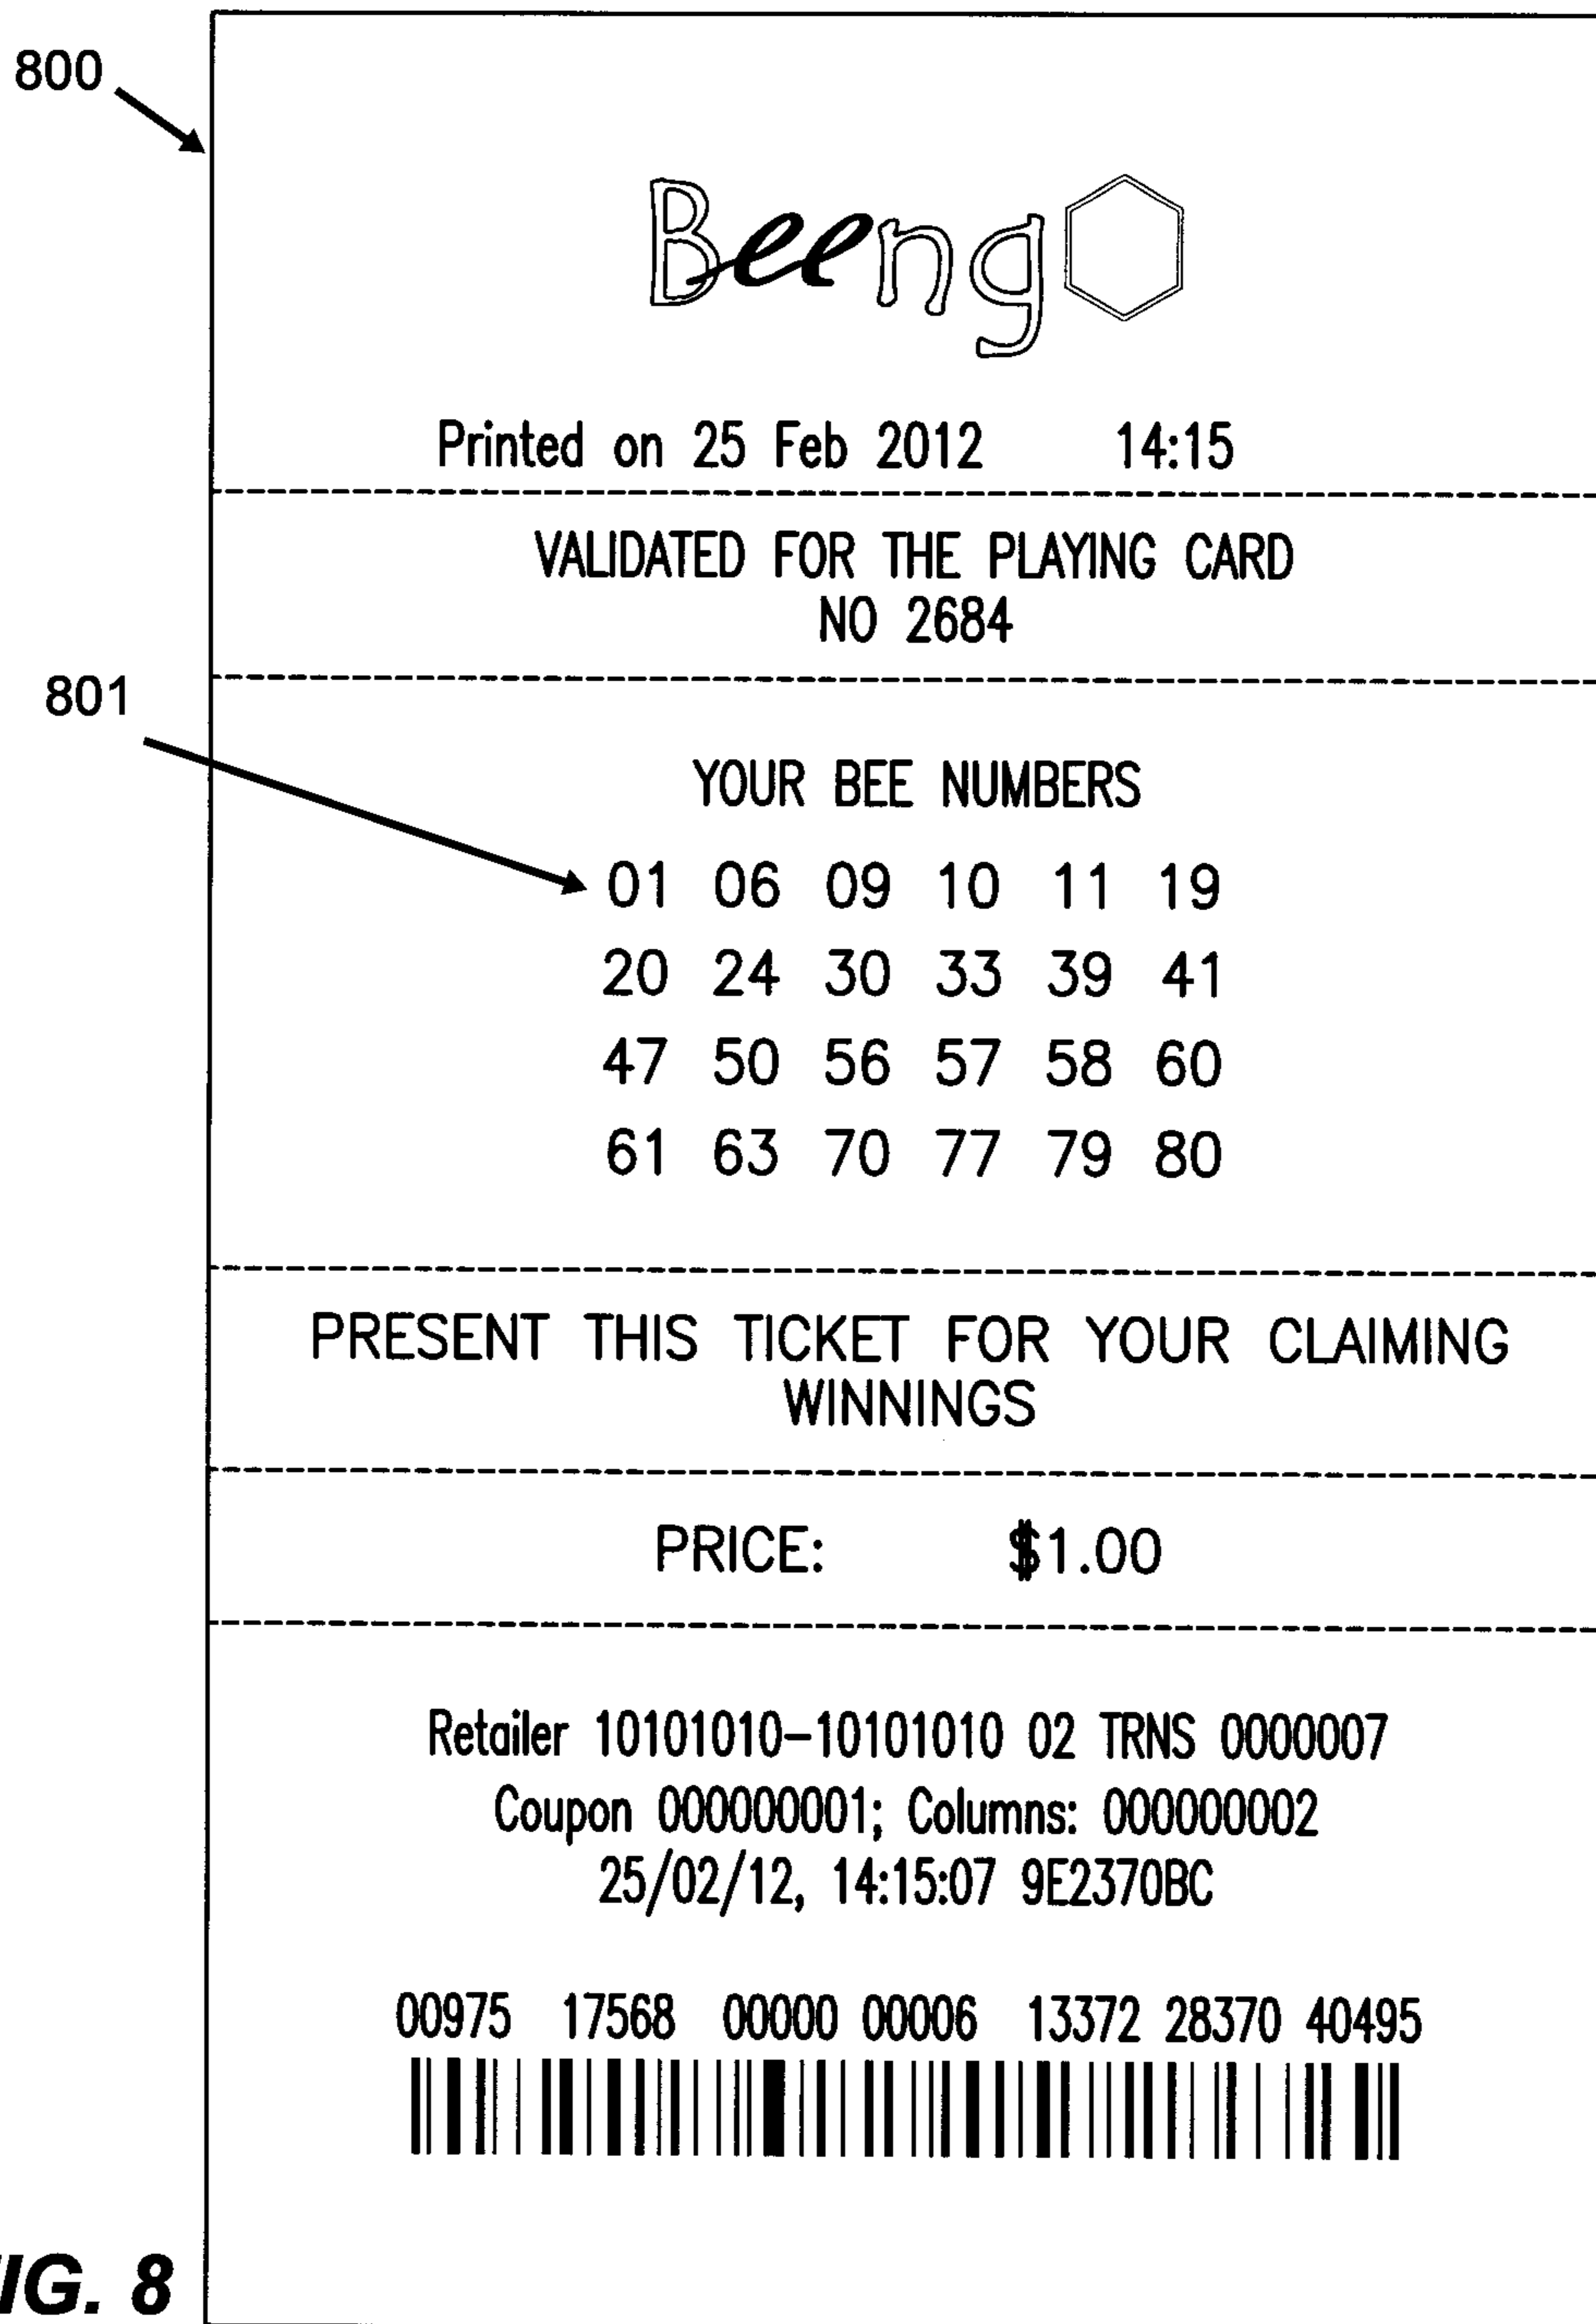 800
Beengo
Printed on 25 Feb 2012 14:15
VALIDATED FOR THE PLAYING CARD
NO 2684
801
YOUR BEE NUMBERS
01 06 09 10 11 19
20 24 30 33 39 41
47 50 56 57 58 60
61 63 70 77 79 80
PRESENT THIS TICKET FOR YOUR CLAIMING
WINNINGS
PRICE: $1.00
Retailer 10101010-10101010 02 TRNS 0000007
Coupon 000000001; Columns: 000000002
25/02/12, 14:15:07 9E2370BC
00975 17568 00000 00006 13372 28370 40495
IG. 8